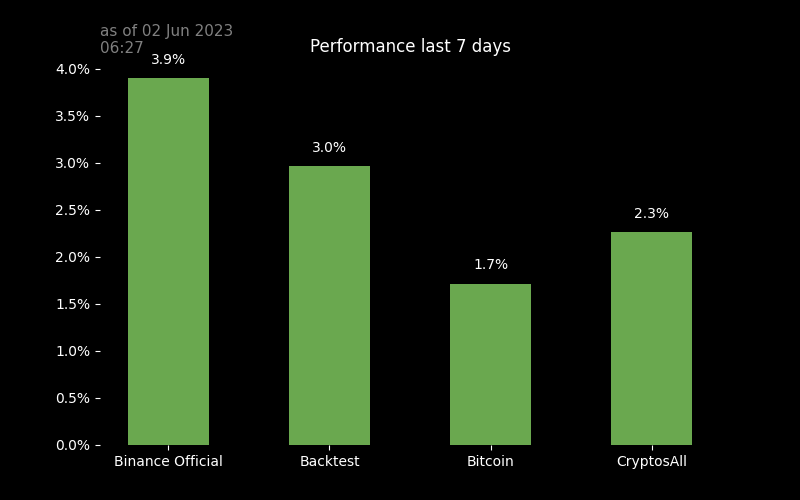 as of 02 Jun 2023
06:27
Performance last 7 days
4.0%
3.5%
3.0%
2.5%
2.0%
1.5%
1.0%
0.5%
0.0%
3.9%
3.0%
1.7%
2.3%
Binance Official
Backtest
Bitcoin
CryptosAll